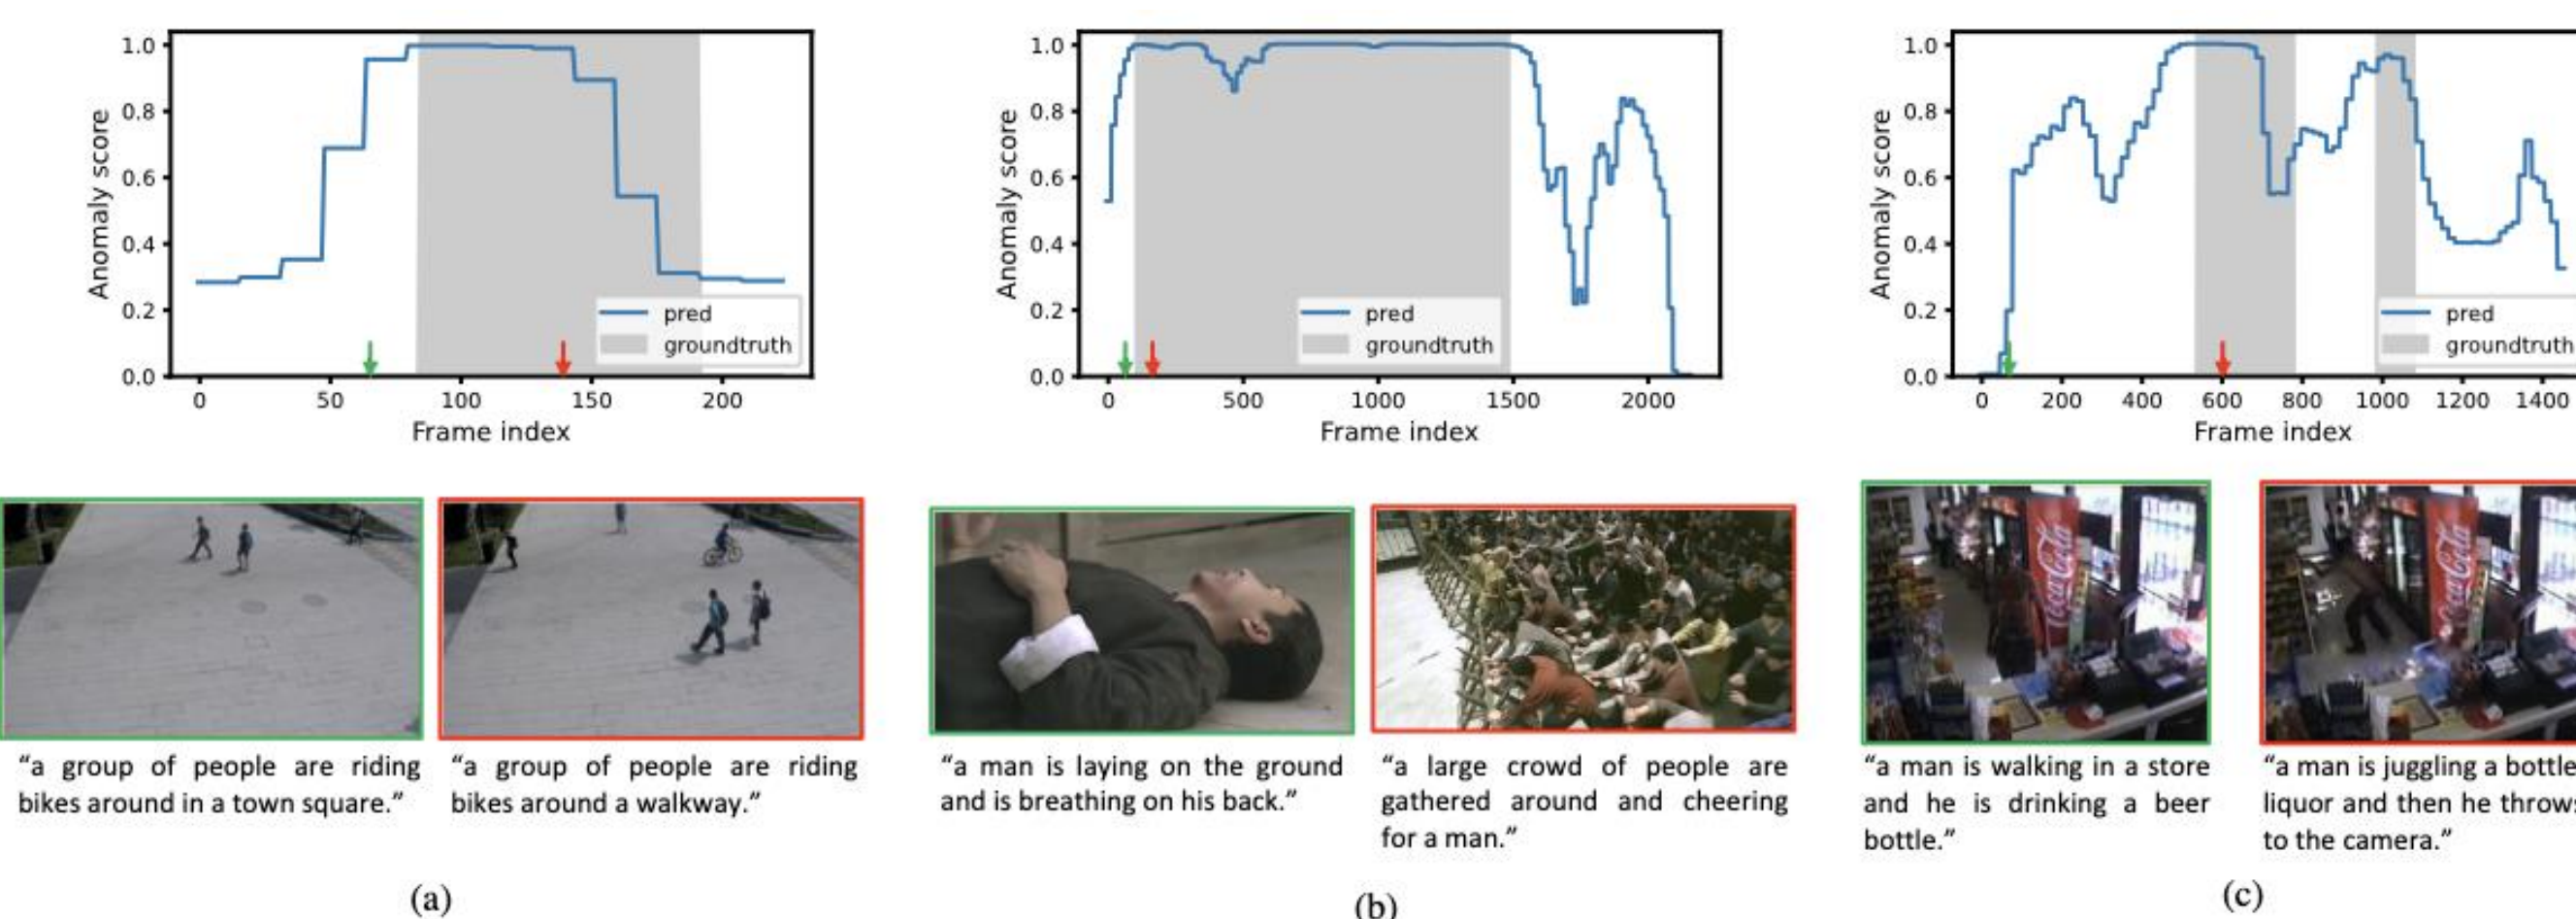 1.0
0.8
0.6
0.4
0.2
0.0
Anomaly score
pred
groundtruth
0 50 100 150 200
Frame index
"a group of people are riding
bikes around in a town square."
"a group of people are riding
bikes around a walkway."
(a)
1.0
0.8
0.6
0.4
0.2
0.0
Anomaly score
pred
groundtruth
0 500 1000 1500 2000
Frame index
"a man is laying on the ground
and is breathing on his back."
"a large crowd of people are
gathered around and cheering
for a man."
(b)
1.0
0.8
0.6
0.4
0.2
0.0
Anomaly score
pred
groundtruth
0 200 400 600 800 1000 1200 1400
Frame index
Coca-Cola
Coca-Cola
"a man is walking in a store
and he is drinking a beer
bottle."
"a man is juggling a bottle
liquor and then he throws
to the camera."
(c)